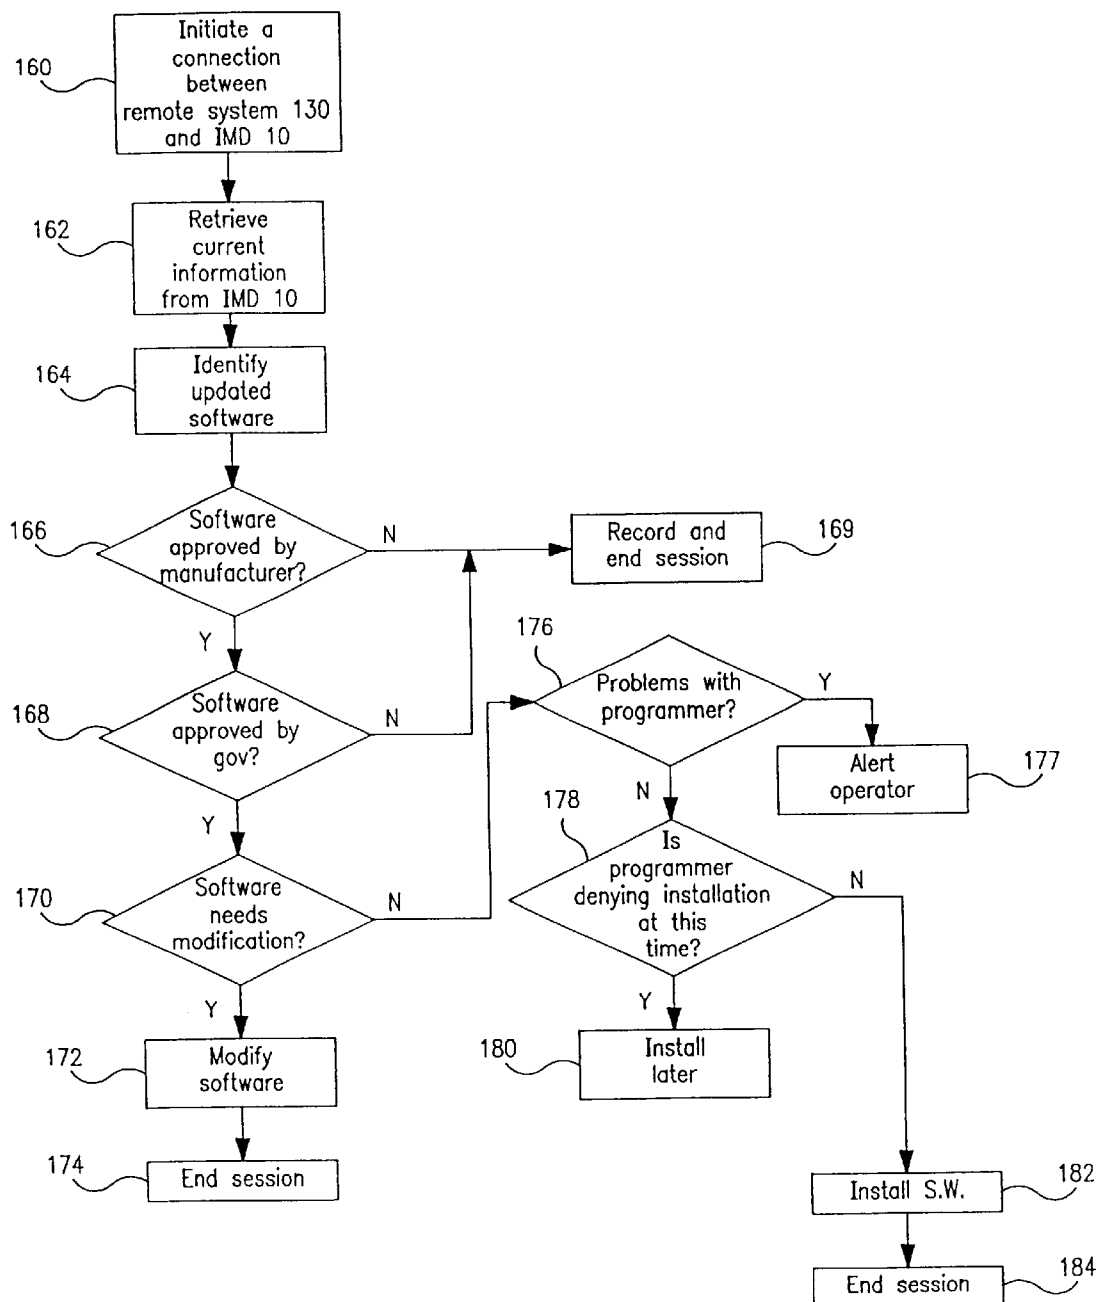 Initiate a
connection
between
remote system 130
and IMD 10
160
Retrieve
current
information
from IMD 10
162
Identify
updated
software
164
Software
approved by
manufacturer?
166
N
Y
Record and
end session
169
Software
approved by
gov?
168
N
Y
176
Problems with
programmer?
Y
N
Alert
operator
177
178
Is
programmer
denying installation
at this
time?
N
Y
Software
needs
modification?
170
N
Y
Modify
software
172
Install
later
180
End session
174
Install S.W.
182
End session
184